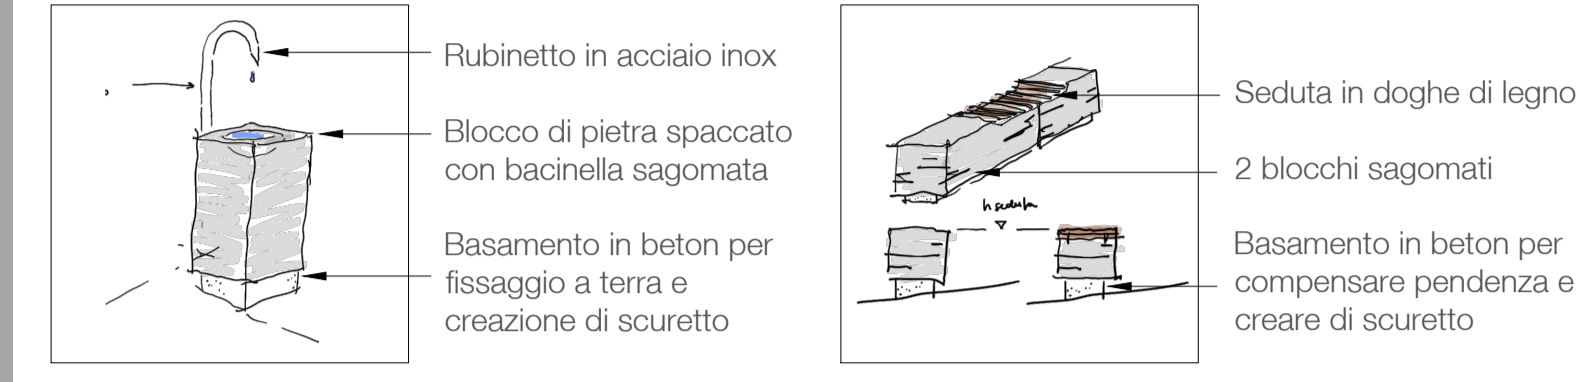 Rubinetto in acciaio inox
Blocco di pietra spaccato
con bacinella sagomata
Basamento in beton per
fissaggio a terra e
creazione di scuretto
h seduta
Seduta in doghe di legno
2 blocchi sagomati
Basamento in beton per
compensare pendenza e
creare di scuretto